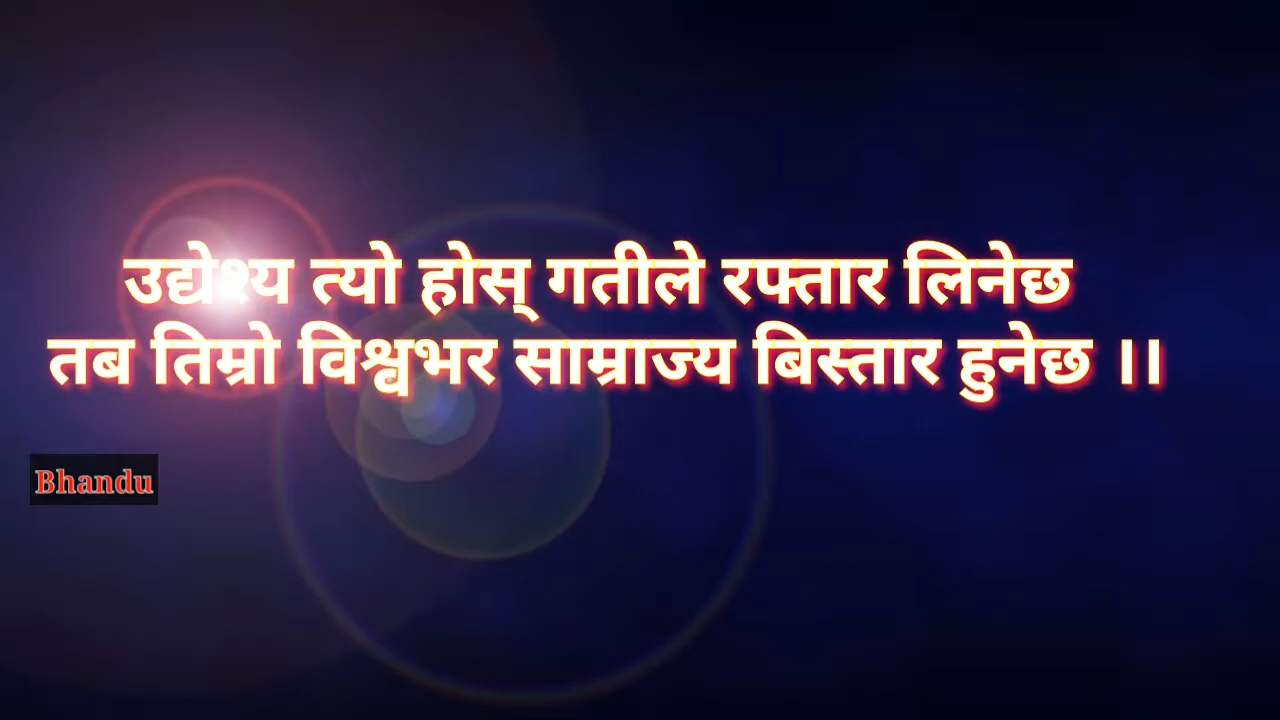 उद्येश्य त्यो होस् गतीले रफ्तार लिनेछ
तब तिम्रो विश्वभर साम्राज्य बिस्तार हुनेछ ।।
Bhandu